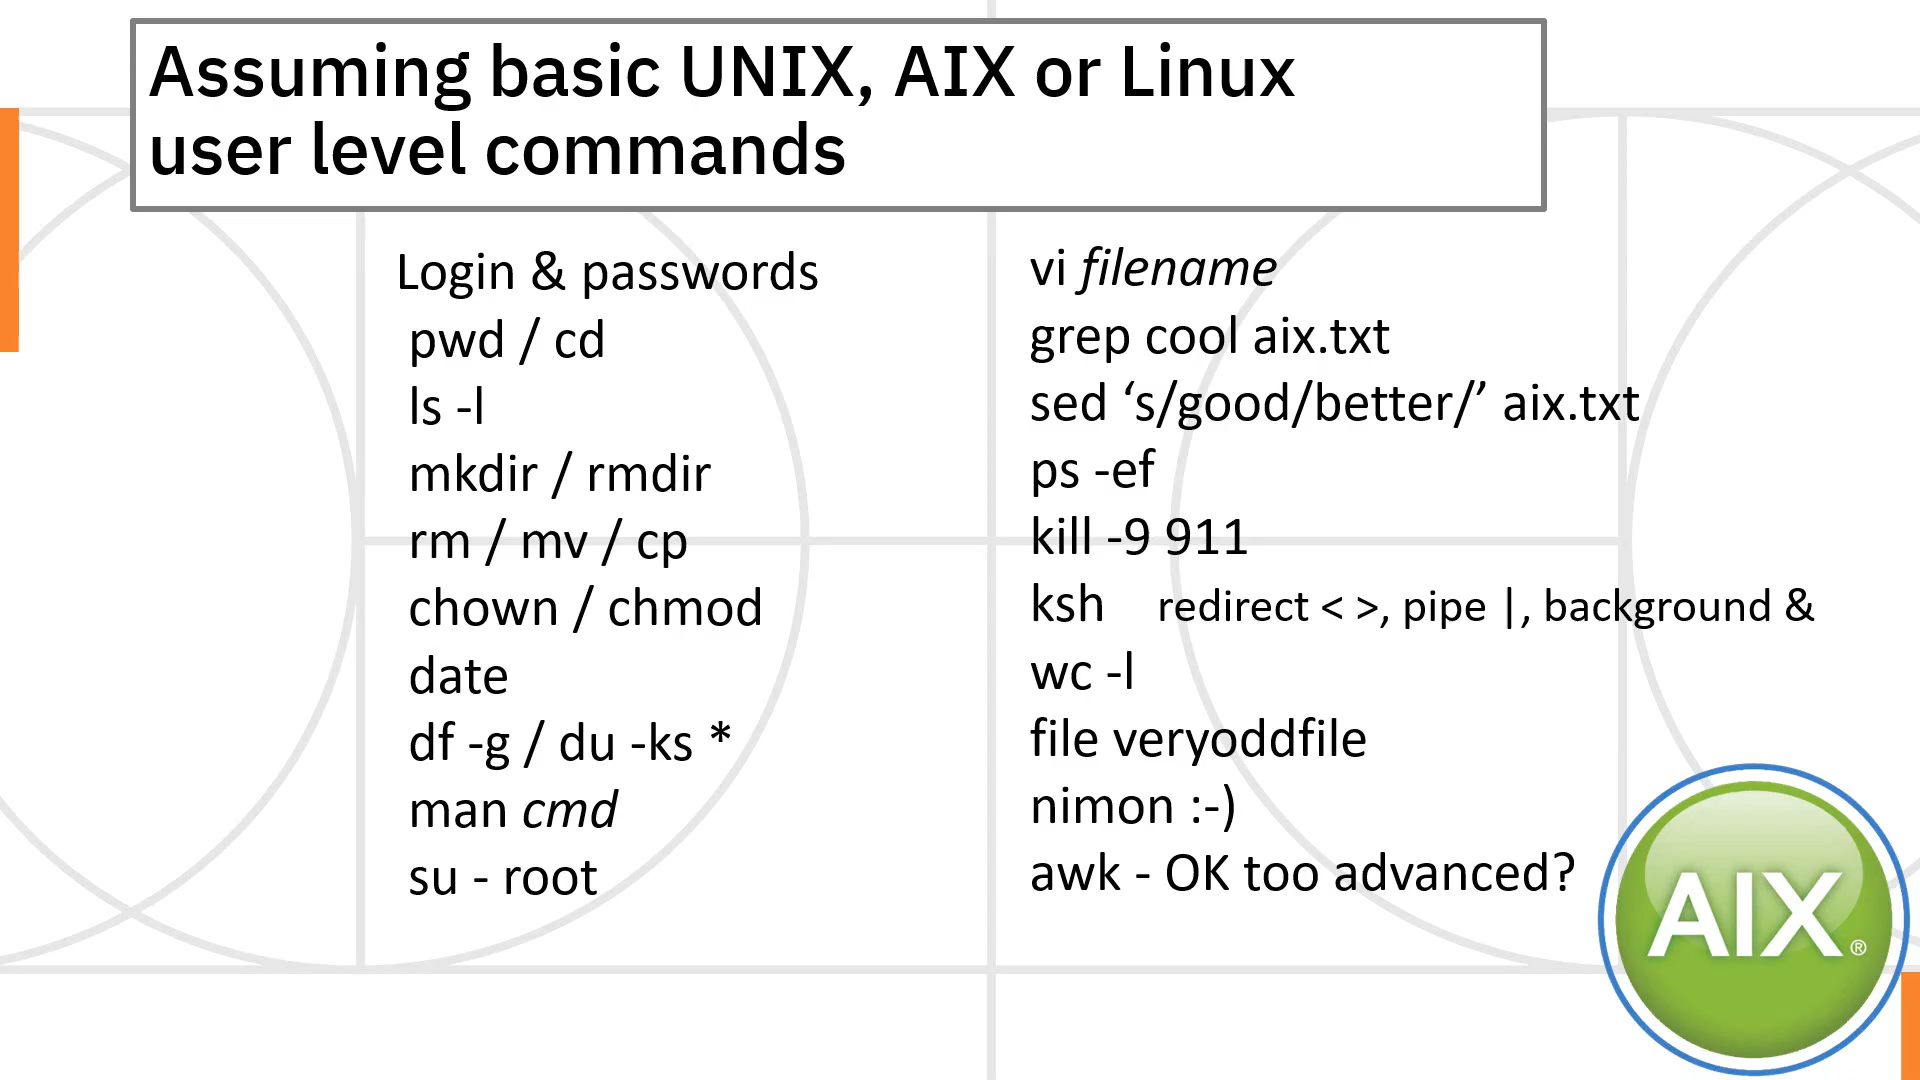 Assuming basic UNIX, AIX or Linux
user level commands
Login & passwords
pwd / cd
ls -l
mkdir / rmdir
rm / mv / cp
chown / chmod
date
df -g / du -ks *
man cmd
su - root
vi filename
grep cool aix.txt
sed ‘s/good/better/’ aix.txt
ps -ef
kill -9 911
ksh redirect < >, pipe |, background &
wc -l
file veryoddfile
nimon :-)
awk - OK too advanced?
AIX®